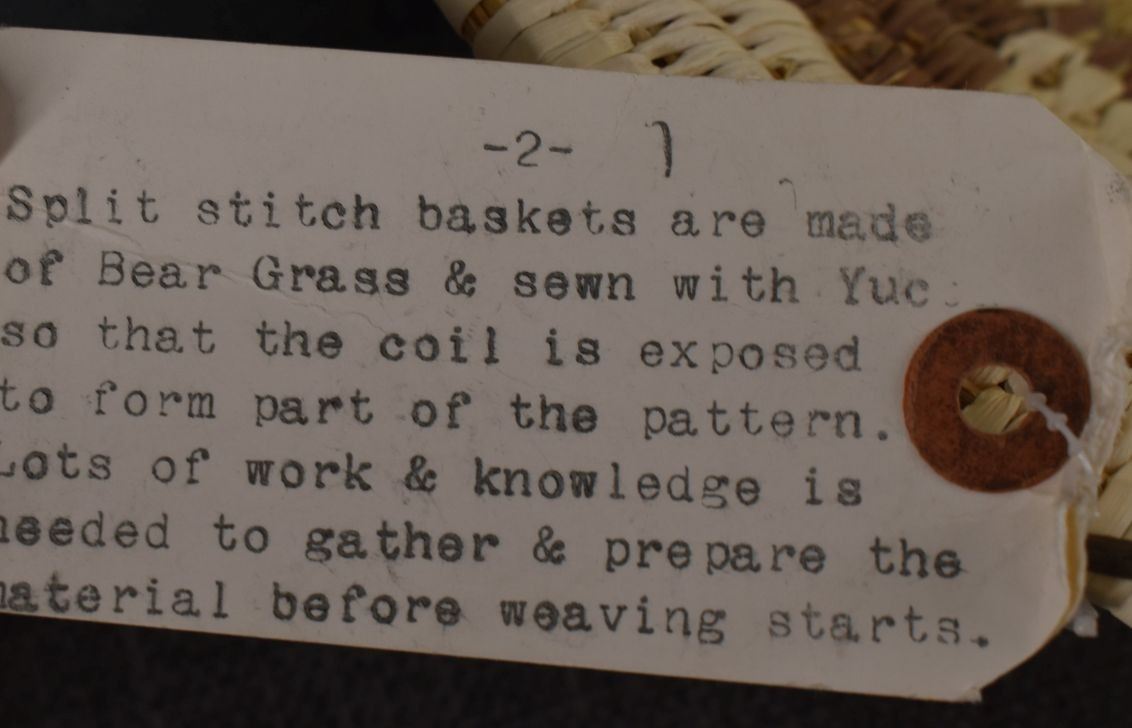 -2-
Split stitch baskets are made
of Bear Grass & sewn with Yuc
so that the coil is exposed
to form part of the pattern.
Lots of work & knowledge is
needed to gather & prepare the
material before weaving starts.